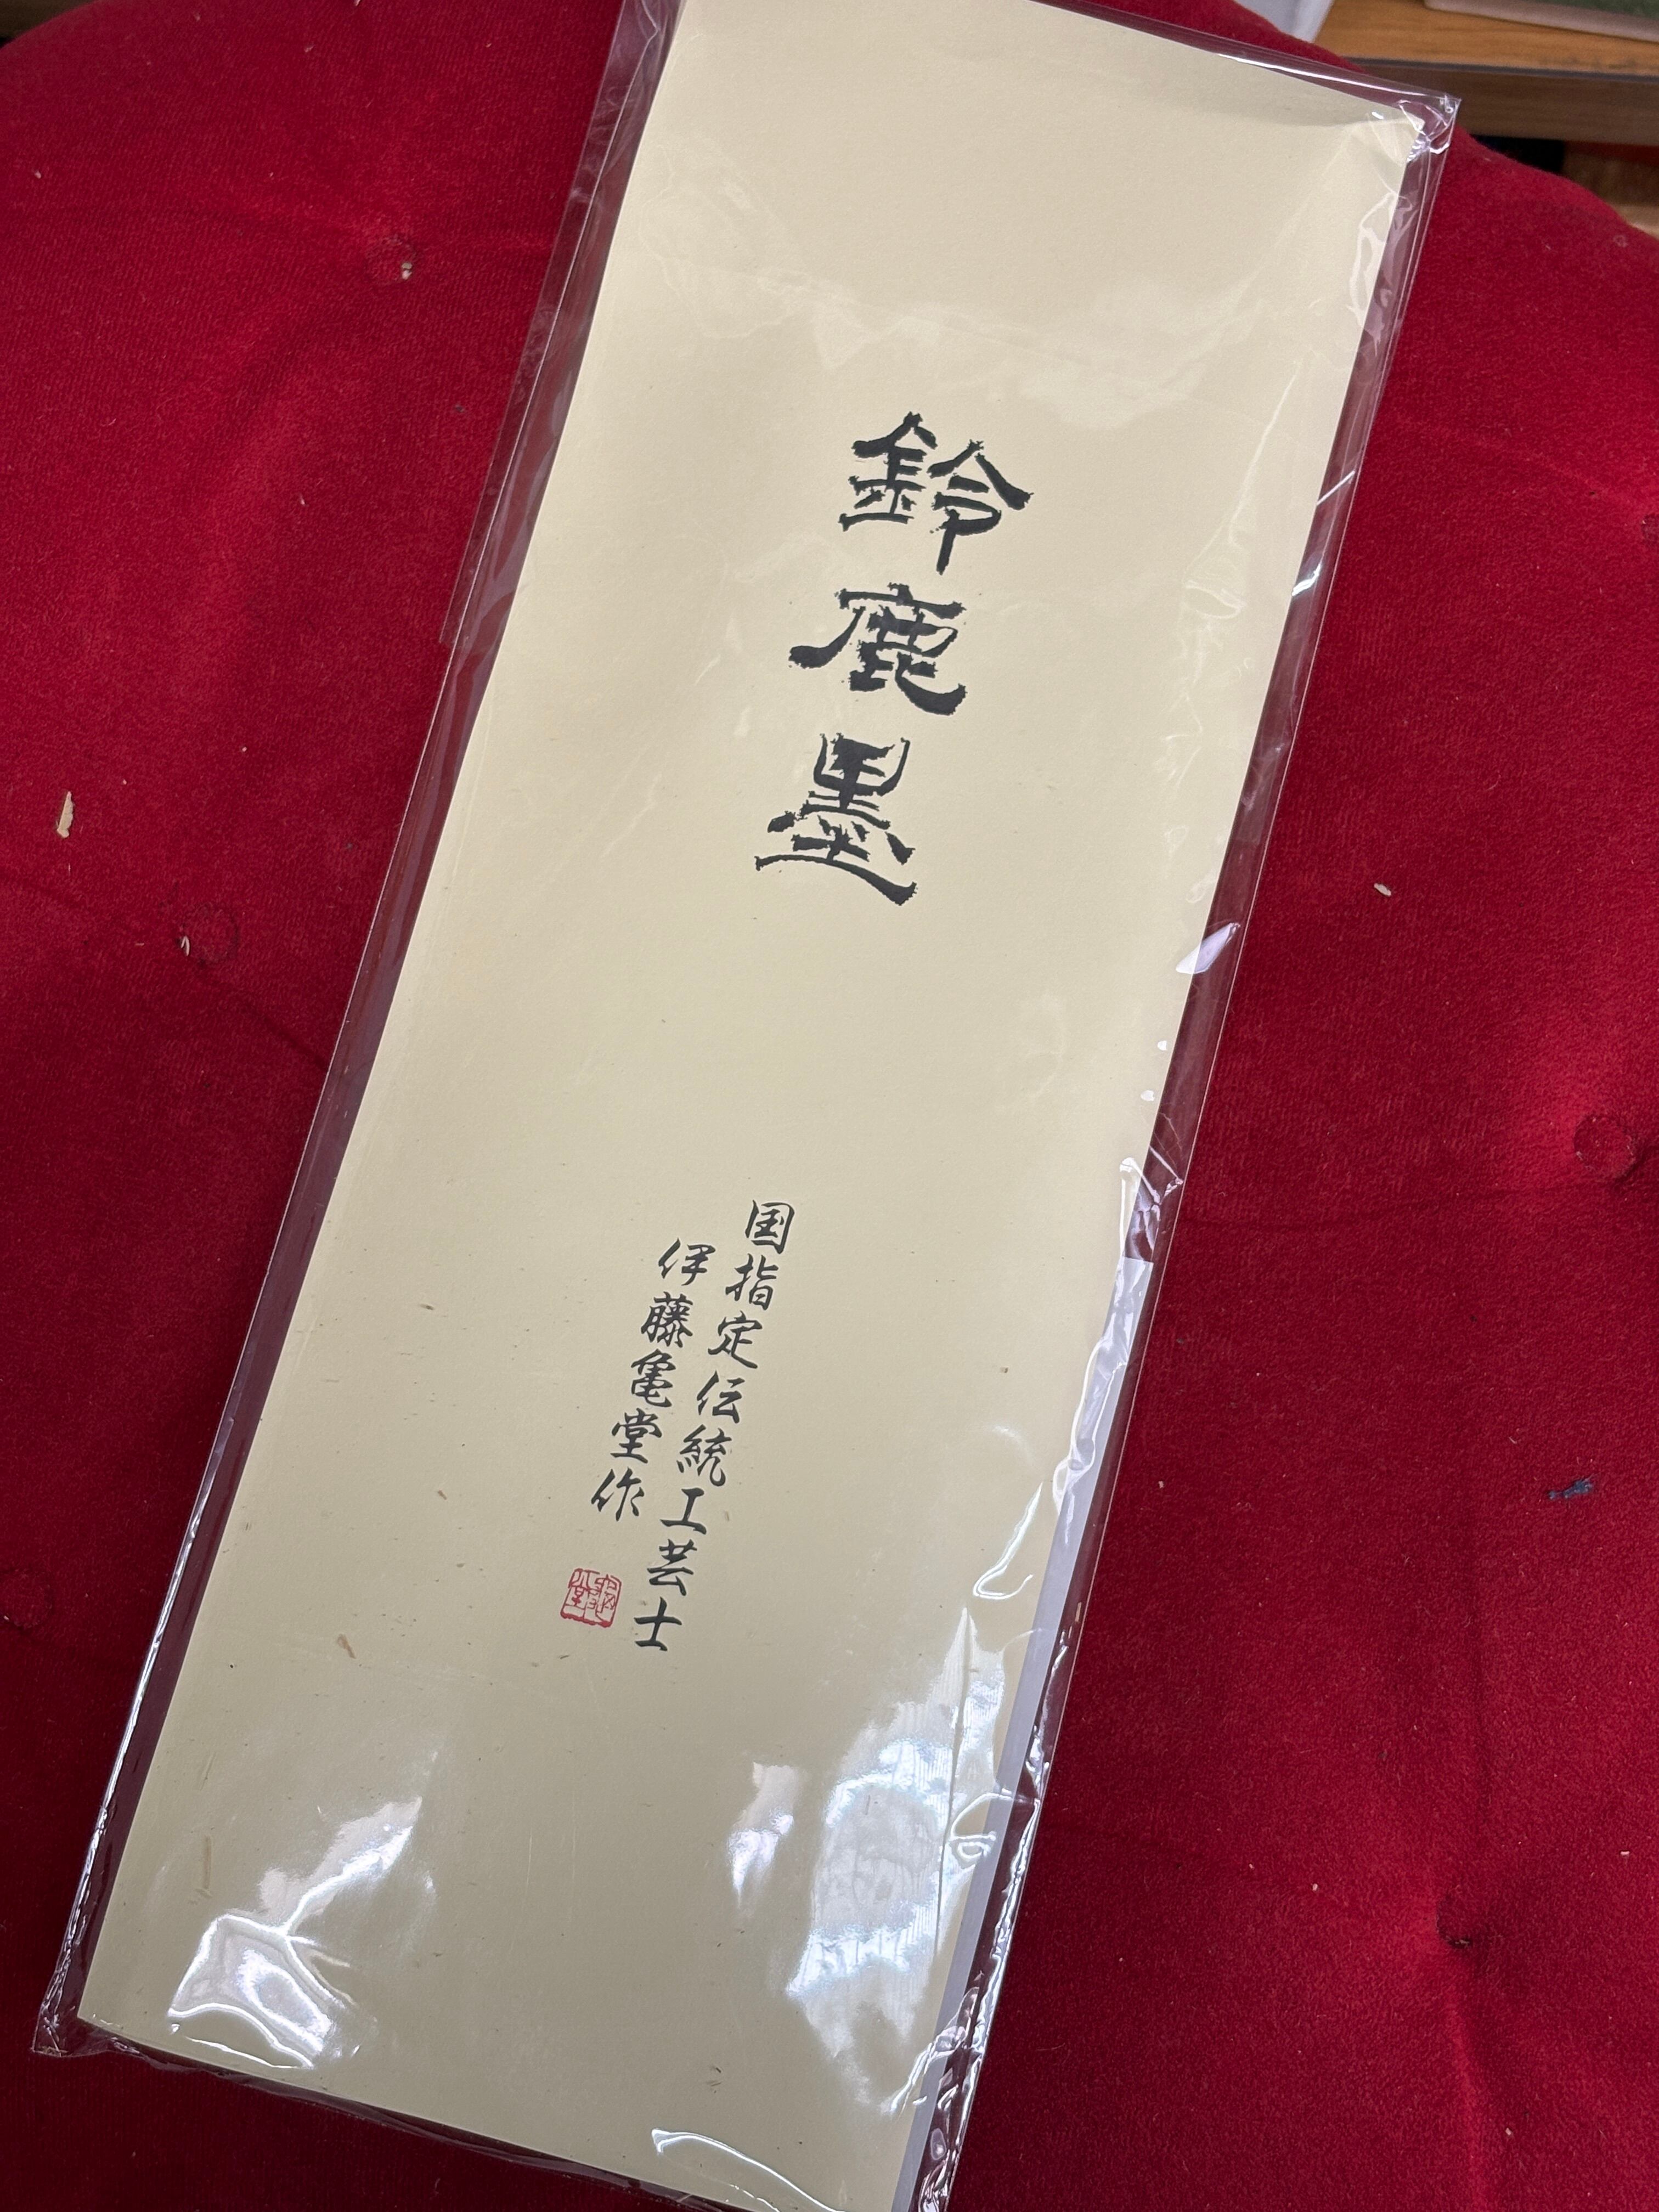 鈴鹿墨
国指定伝統工芸士
伊藤亀堂作